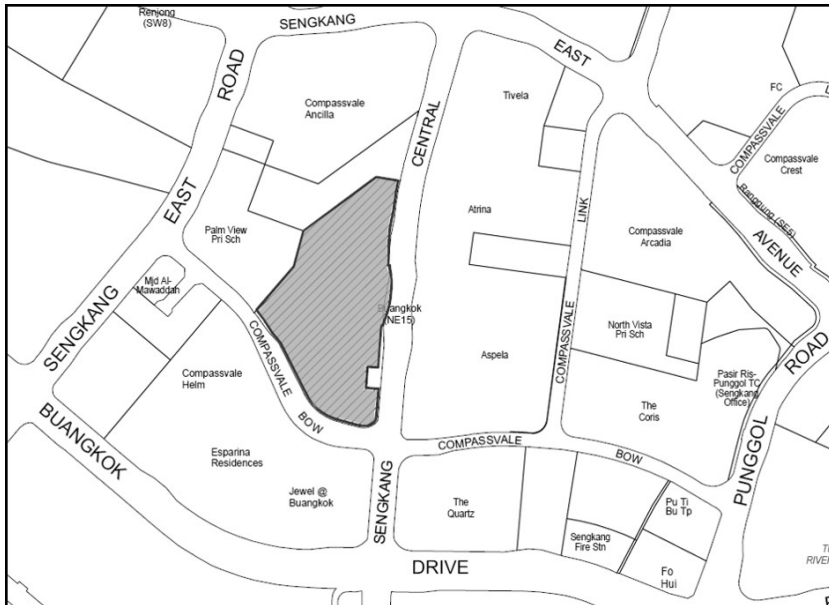 Renjong
(SW8)
SENGKANG
EAST
ROAD
CENTRAL
Tivela
FC
COMPASSVALE
Compassvale
Crest
Compassvale
Ancilla
Ranggung (SE5)
EAST
Palm View
Pri Sch
Atrina
LINK
Compassvale
Arcadia
AVENUE
Mjd Al-
Mawaddah
SENGKANG
Buangkok
(NE15)
North Vista
Pri Sch
ROAD
COMPASSVALE
Compassvale
Helm
Aspela
COMPASSVALE
Pasir Ris-
Punggol TC
(Sengkang
Office)
The
Coris
BUANGKOK
BOW
Esparina
Residences
COMPASSVALE
BOW
PUNGGOL
Jewel @
Buangkok
SENGKANG
The
Quartz
Pu Ti
Bu Tp
Sengkang
Fire Stn
DRIVE
Fo
Hui